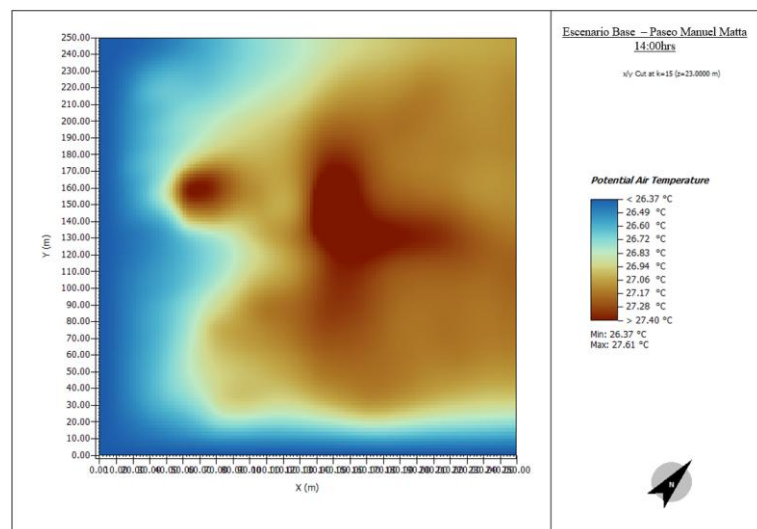 Escenario Base – Paseo Manuel Matta
14:00hrs
x/y Cut at k=15 (z=23.0000 m)
Potential Air Temperature
< 26.37 °C
26.49 °C
26.60 °C
26.72 °C
26.83 °C
26.94 °C
27.06 °C
27.17 °C
27.28 °C
> 27.40 °C
Min: 26.37 °C
Max: 27.61 °C
N
250.00
240.00
230.00
220.00
210.00
200.00
190.00
180.00
170.00
160.00
150.00
140.00
130.00
120.00
110.00
100.00
90.00
80.00
70.00
60.00
50.00
40.00
30.00
20.00
10.00
0.00
Y (m)
X (m)